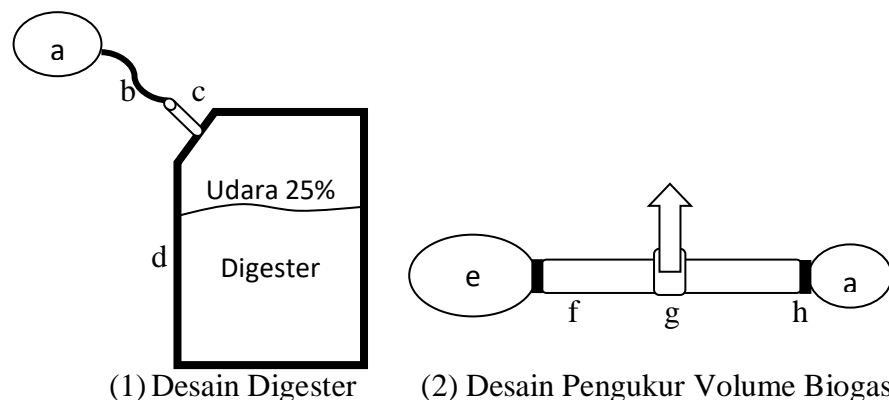 a
b
c
Udara 25%
d
Digester
e
a
f
g
h
(1) Desain Digester
(2) Desain Pengukur Volume Biogas